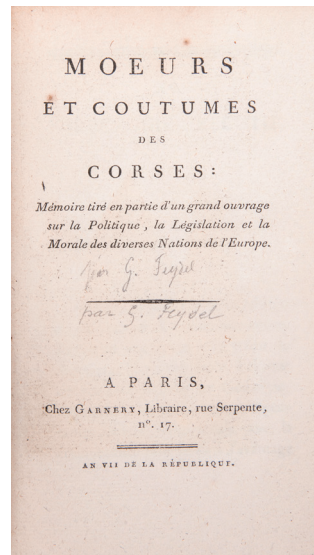 MOEURS
ET COUTUMES
DES
CORSES :
Mémoire tiré en partie d'un grand ouvrage
sur la Politique, la Législation et la
Morale des diverses Nations de l'Europe.
par G. Feydel
par G. Feydel
A PARIS,
Chez GARNERY, Libraire, rue Serpente,
n°. 17.
AN VII DE LA RÉPUBLIQUE.